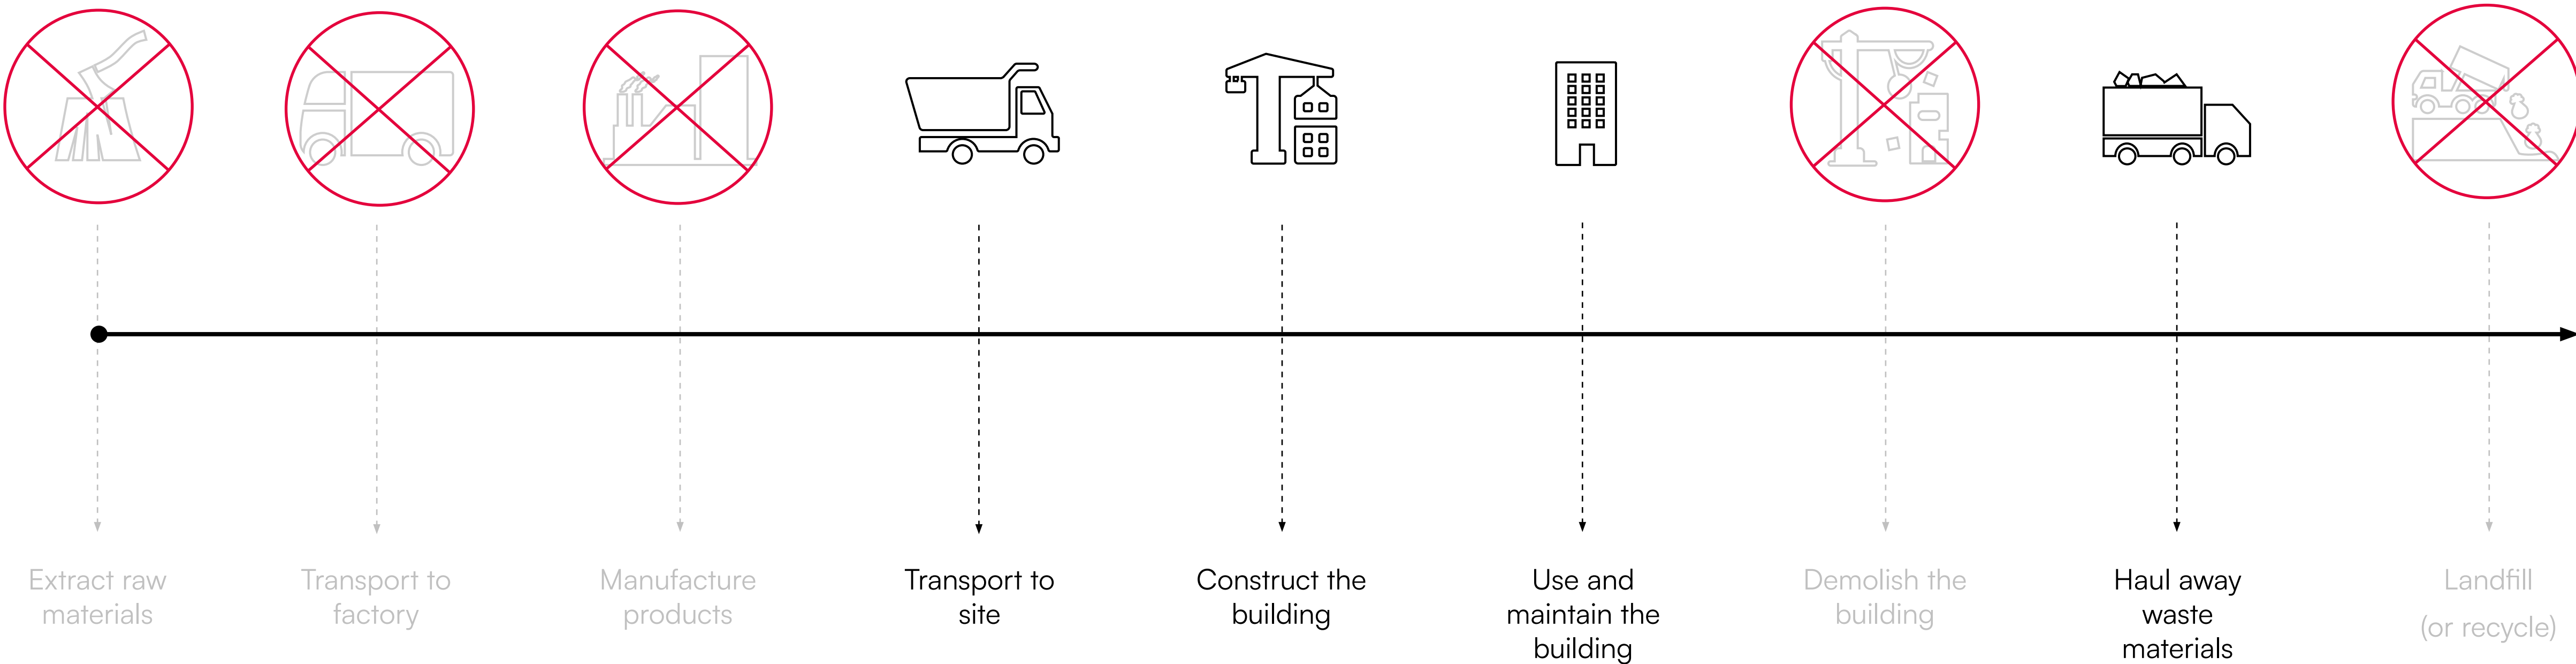 Extract raw
materials
Transport to
factory
Manufacture
products
Transport to
site
Construct the
building
Use and
maintain the
building
Demolish the
building
Haul away
waste
materials
Landfill
(or recycle)